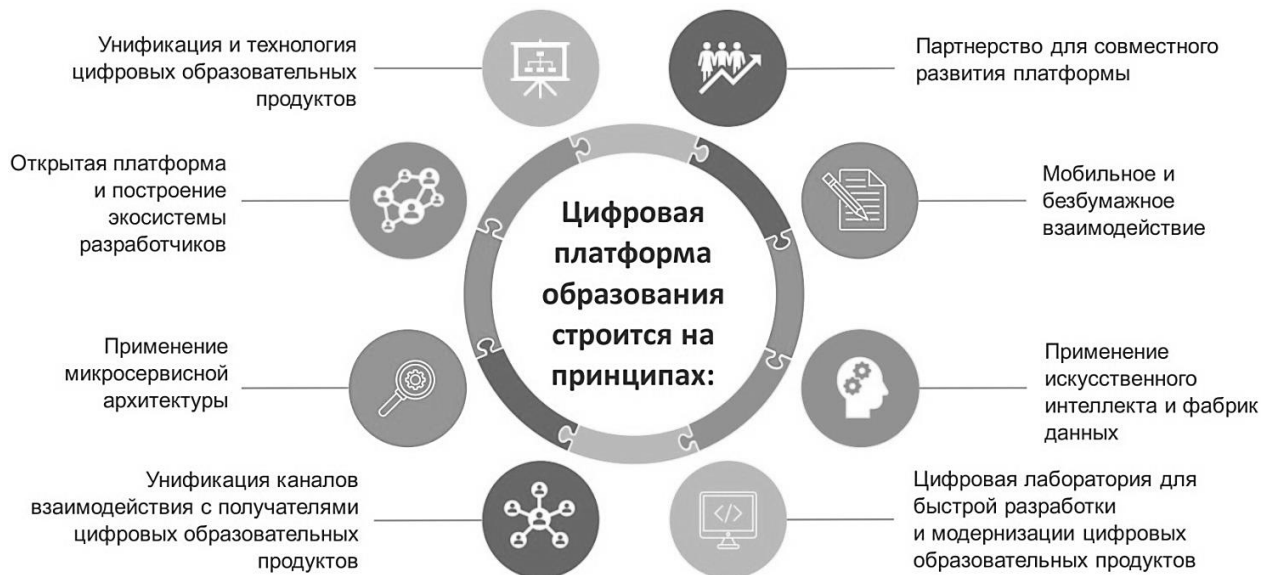 Унификация и технология
цифровых образовательных
продуктов
Партнерство для совместного
развития платформы
Открытая платформа
и построение
экосистемы
разработчиков
Мобильное и
безбумажное
взаимодействие
Цифровая
платформа
образования
строится на
принципах:
Применение
микросервисной
архитектуры
Применение
искусственного
интеллекта и фабрик
данных
Унификация каналов
взаимодействия с получателями
цифровых образовательных
продуктов
</>
Цифровая лаборатория для
быстрой разработки
и модернизации цифровых
образовательных продуктов